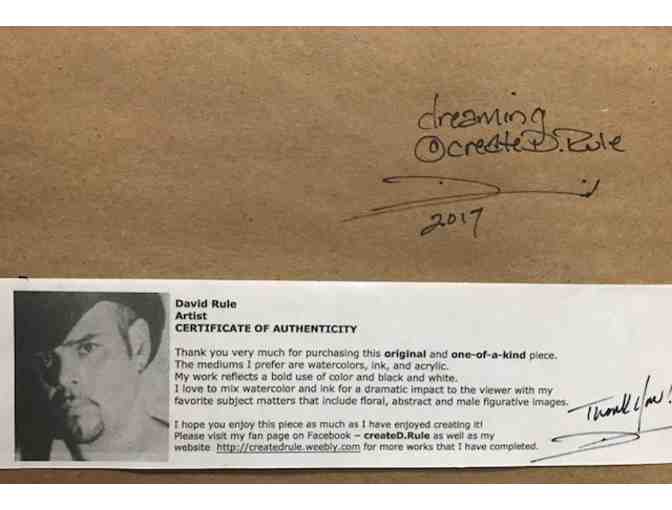 dreaming
@createD.Rule
2017
David Rule
Artist
CERTIFICATE OF AUTHENTICITY
Thank you very much for purchasing this original and one-of-a-kind piece.
The mediums I prefer are watercolors, ink, and acrylic.
My work reflects a bold use of color and black and white.
I love to mix watercolor and ink for a dramatic impact to the viewer with my
favorite subject matters that include floral, abstract and male figurative images.
I hope you enjoy this piece as much as I have enjoyed creating it!
Please visit my fan page on Facebook – createD.Rule as well as my
website http://createdrule.weebly.com for more works that I have completed.
Thank You!